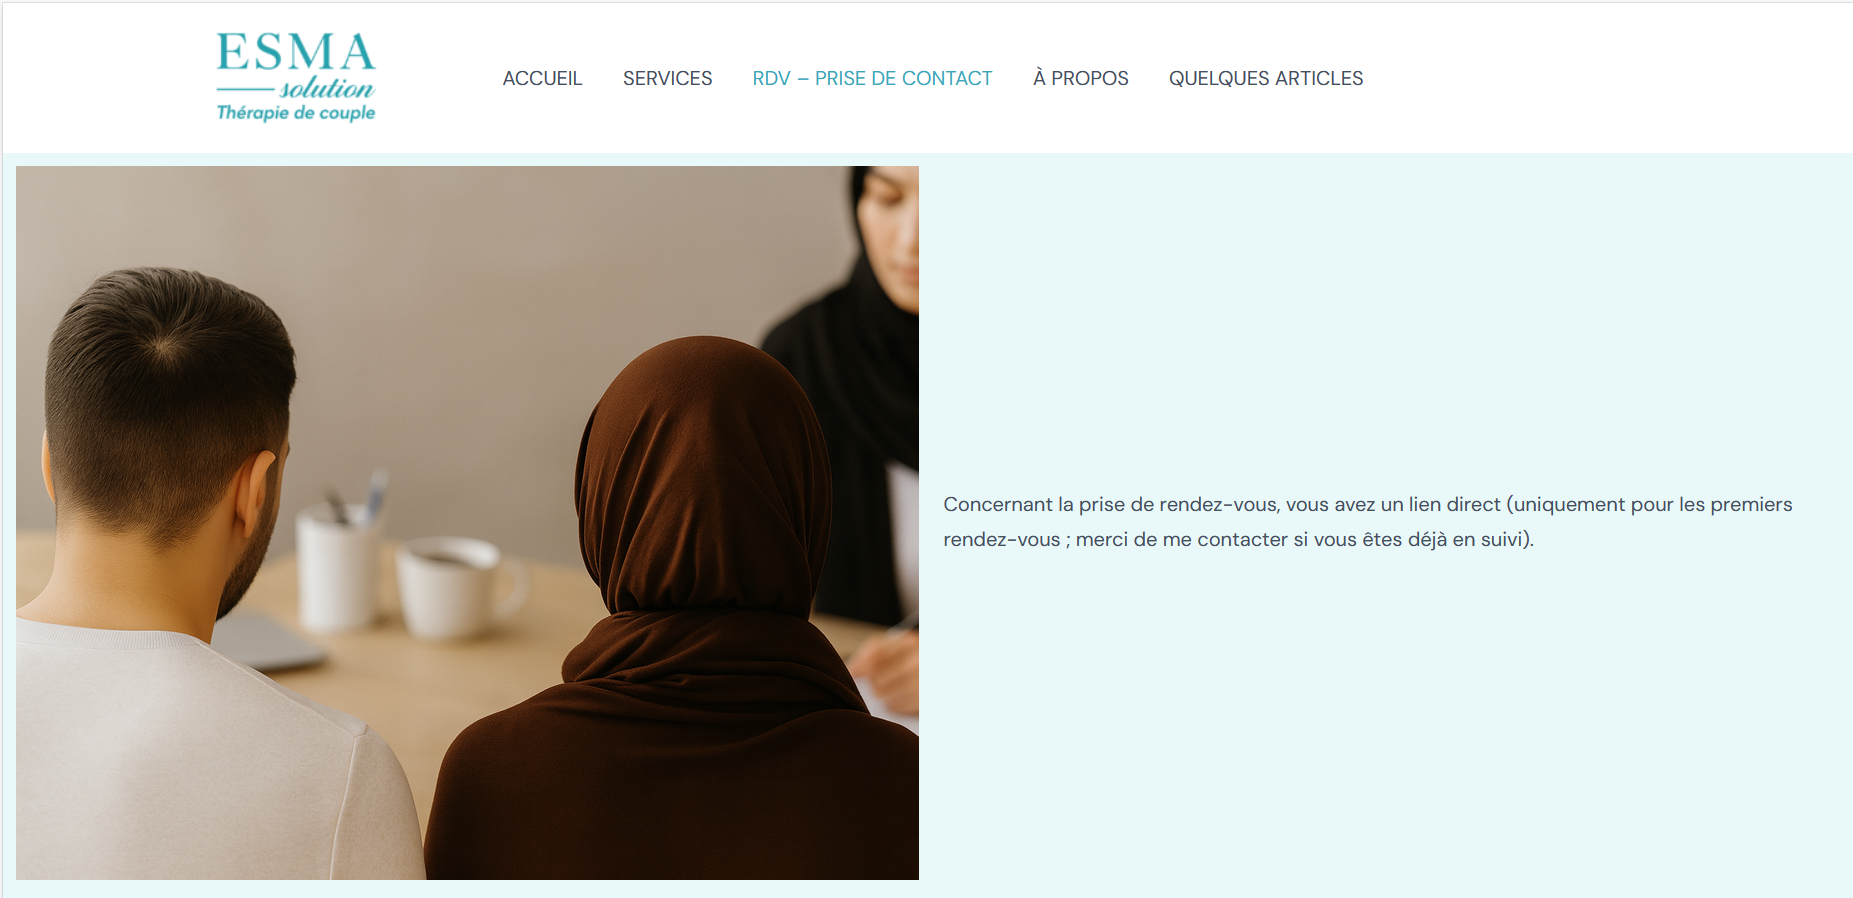 ESMA
solution
Thérapie de couple
ACCUEIL
SERVICES
RDV – PRISE DE CONTACT
À PROPOS
QUELQUES ARTICLES
Concernant la prise de rendez-vous, vous avez un lien direct (uniquement pour les premiers
rendez-vous ; merci de me contacter si vous êtes déjà en suivi).